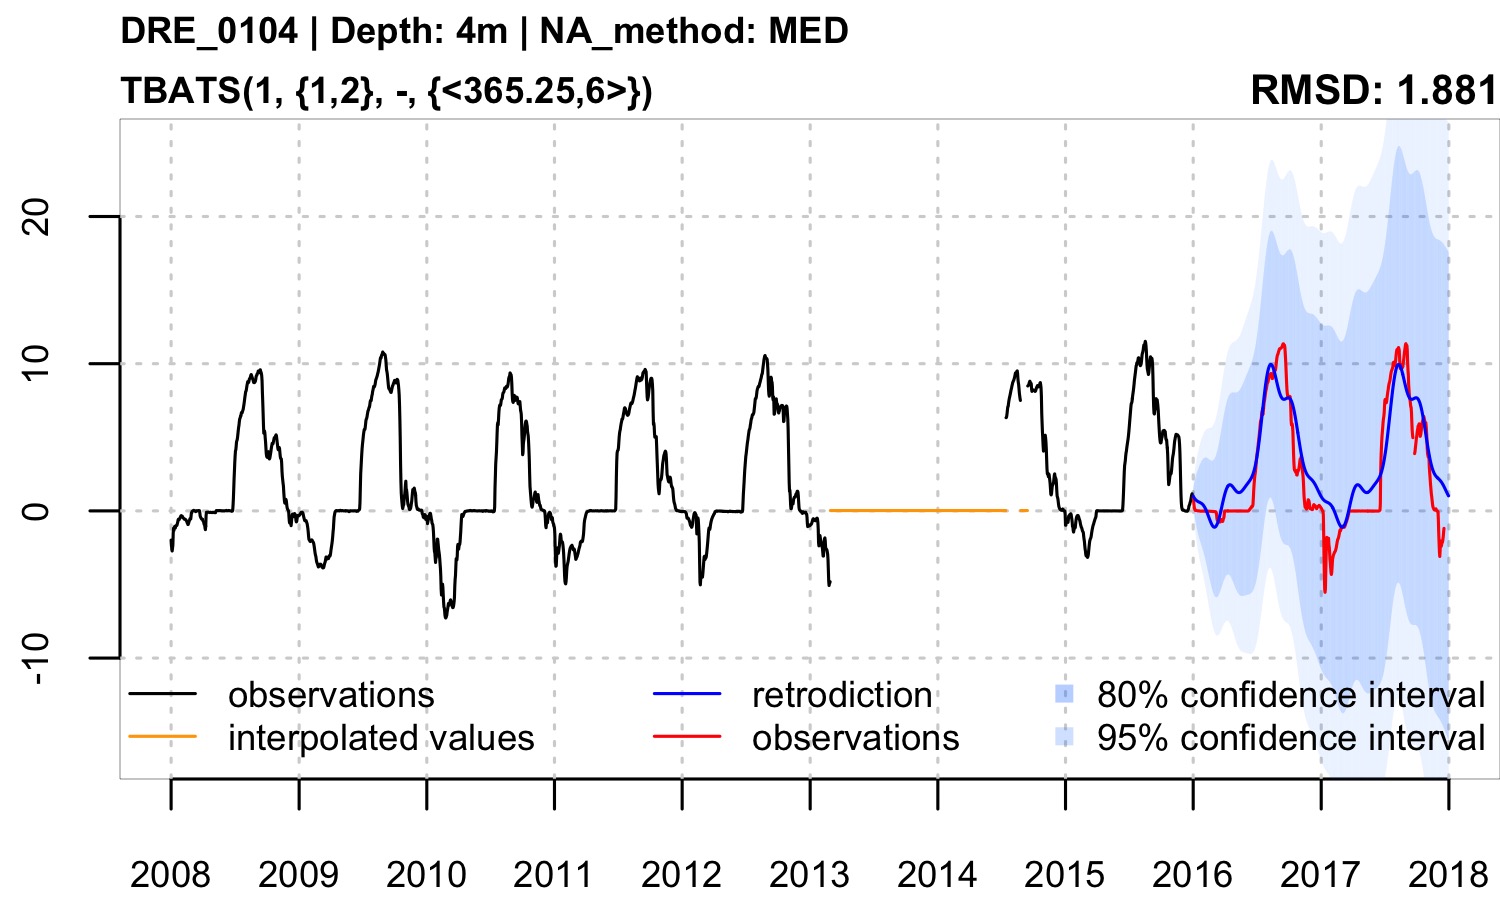 DRE_0104 | Depth: 4m | NA_method: MED
TBATS(1, {1,2}, -, {<365.25,6>})
RMSD: 1.881
20
10
0
-10
observations
interpolated values
retrodiction
observations
80% confidence interval
95% confidence interval
2008 2009 2010 2011 2012 2013 2014 2015 2016 2017 2018